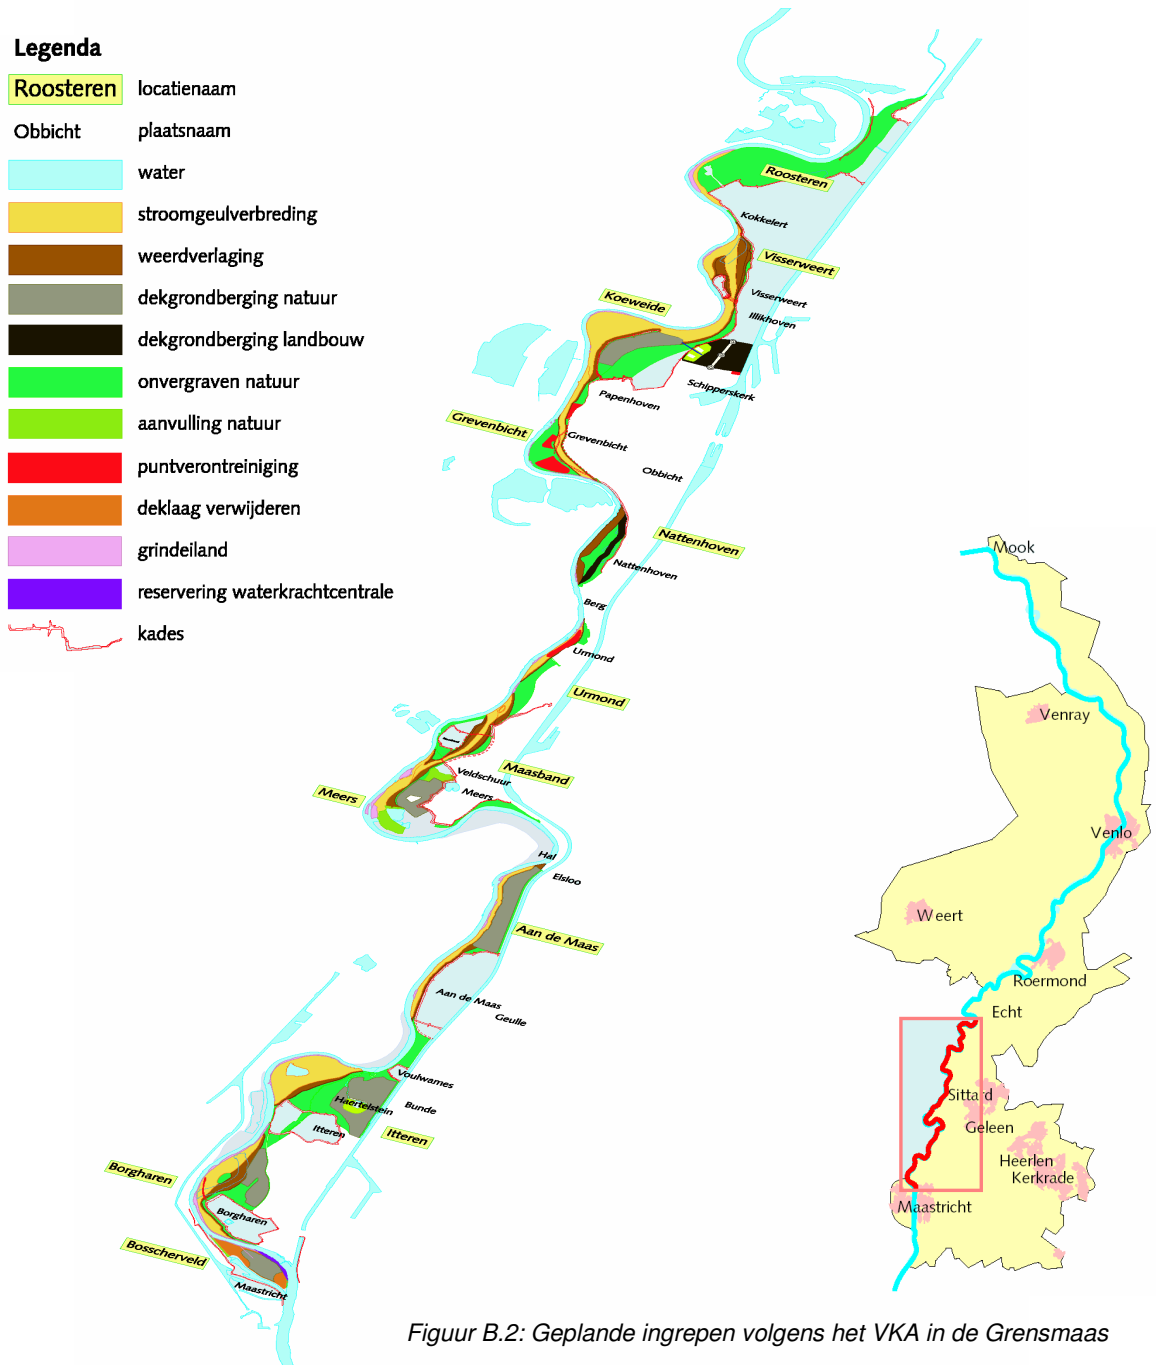 Legenda
Roosteren locatienaam
Obbicht plaatsnaam
water
stroomgeulverbreding
weerdverlaging
dekgrondberging natuur
dekgrondberging landbouw
onvergraven natuur
aanvulling natuur
puntverontreiniging
deklaag verwijderen
grindeiland
reservering waterkrachtcentrale
kades
Roosteren
Kokkelert
Visserweert
Visserweert
Koeweide
Illikhoven
Schipperskerk
Papenhoven
Grevenbicht
Grevenbicht
Obbicht
Nattenhoven
Nattenhoven
Berg
Urmond
Urmond
Maasband
Veldschuur
Meers
Meers
Hal
Elsloo
Aan de Maas
Aan de Maas
Geulle
Voulwames
Haertelstein
Bunde
Itteren
Itteren
Borgharen
Borgharen
Bosscherveld
Maastricht
Mook
Venray
Venlo
Weert
Roermond
Echt
Sittard
Geleen
Heerlen
Kerkrade
Maastricht
Figuur B.2: Geplande ingrepen volgens het VKA in de Grensmaas